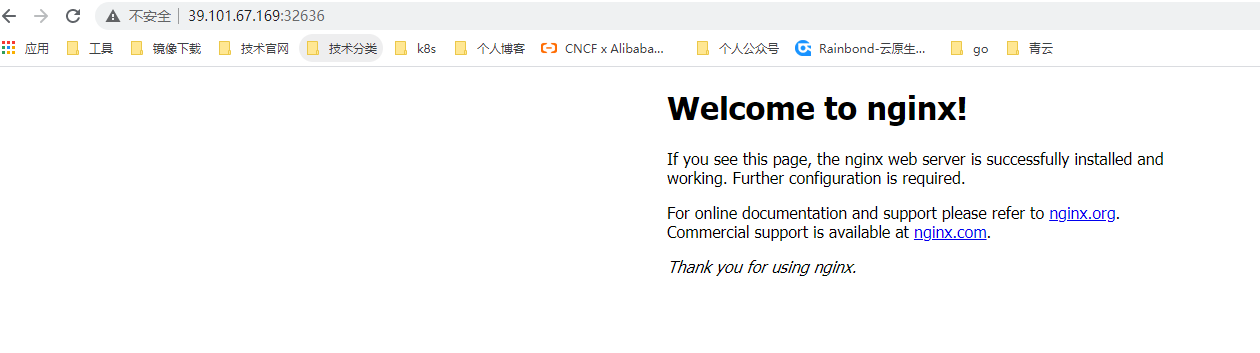 不安全 39.101.67.169:32636
应用 工具 镜像下载 技术官网 技术分类 k8s 个人博客 CNCF x Alibaba... 个人公众号 Rainbond-云原生... go 青云
Welcome to nginx!
If you see this page, the nginx web server is successfully installed and
working. Further configuration is required.
For online documentation and support please refer to nginx.org.
Commercial support is available at nginx.com.
Thank you for using nginx.